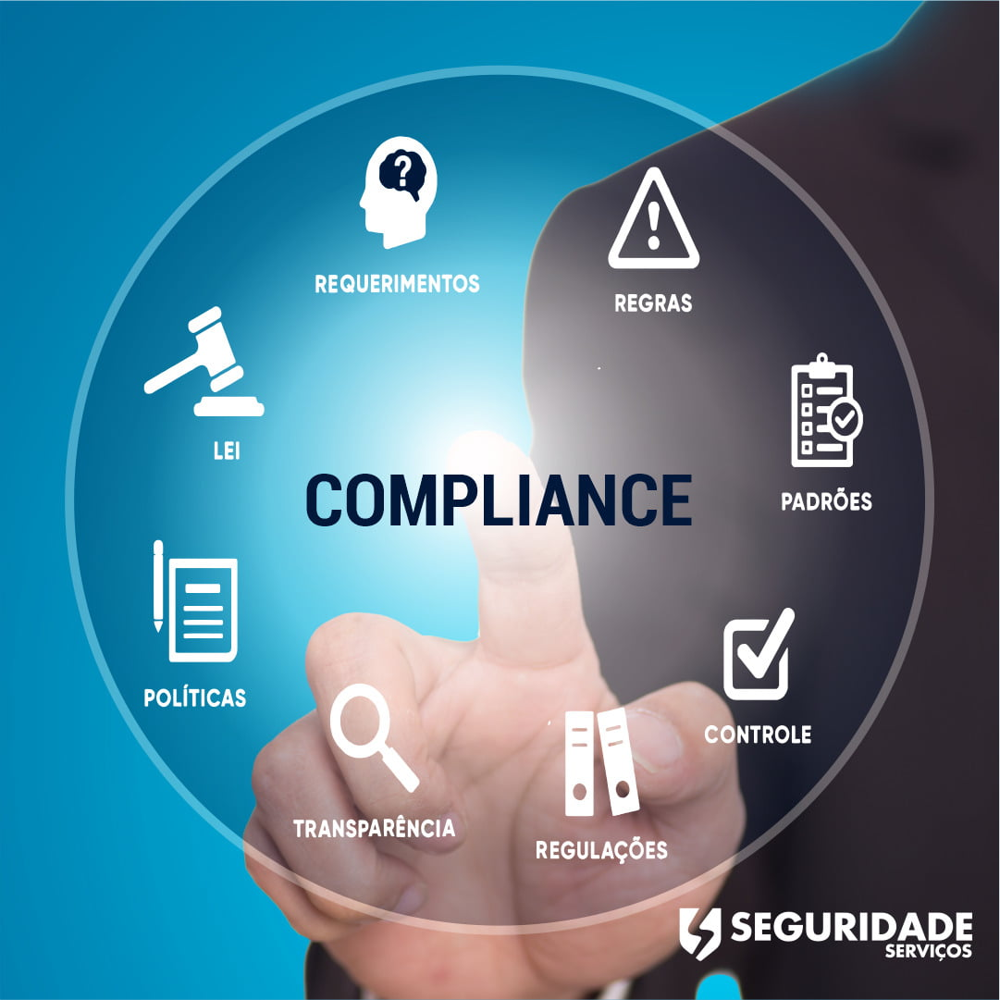 REQUERIMENTOS
REGRAS
LEI
COMPLIANCE
PADRÕES
POLÍTICAS
CONTROLE
TRANSPARÊNCIA
REGULAÇÕES
SEGURIDADE
SERVIÇOS